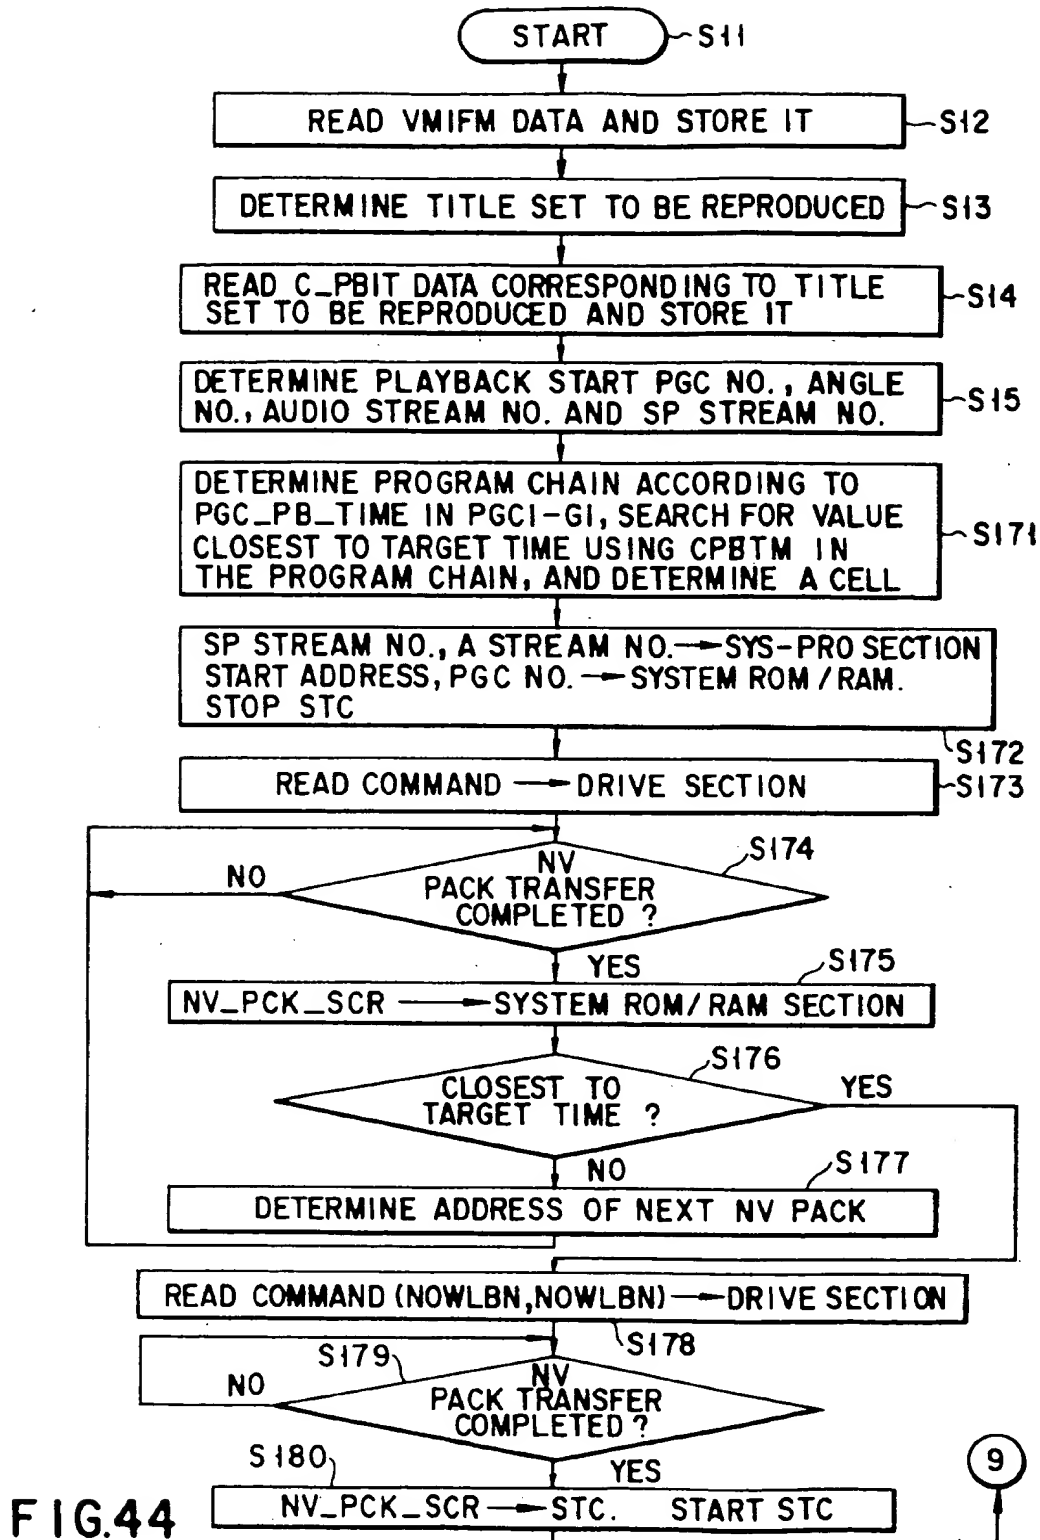 START
S11
READ VMIFM DATA AND STORE IT
S12
DETERMINE TITLE SET TO BE REPRODUCED
S13
READ C_PBIT DATA CORRESPONDING TO TITLE
SET TO BE REPRODUCED AND STORE IT
S14
DETERMINE PLAYBACK START PGC NO., ANGLE
NO., AUDIO STREAM NO. AND SP STREAM NO.
S15
DETERMINE PROGRAM CHAIN ACCORDING TO
PGC_PB_TIME IN PGCI-GI, SEARCH FOR VALUE
CLOSEST TO TARGET TIME USING CPBTM IN
THE PROGRAM CHAIN, AND DETERMINE A CELL
S171
SP STREAM NO., A STREAM NO.→SYS-PRO SECTION
START ADDRESS, PGC NO.→SYSTEM ROM/RAM.
STOP STC
S172
READ COMMAND → DRIVE SECTION
S173
NV
PACK TRANSFER
COMPLETED ?
S174
NO
YES
NV_PCK_SCR → SYSTEM ROM/RAM SECTION
S175
CLOSEST TO
TARGET TIME ?
S176
YES
NO
DETERMINE ADDRESS OF NEXT NV PACK
S177
READ COMMAND (NOWLBN,NOWLBN)→DRIVE SECTION
S178
S179
NO
NV
PACK TRANSFER
COMPLETED ?
YES
S180
NV_PCK_SCR → STC. START STC
9
FIG.44